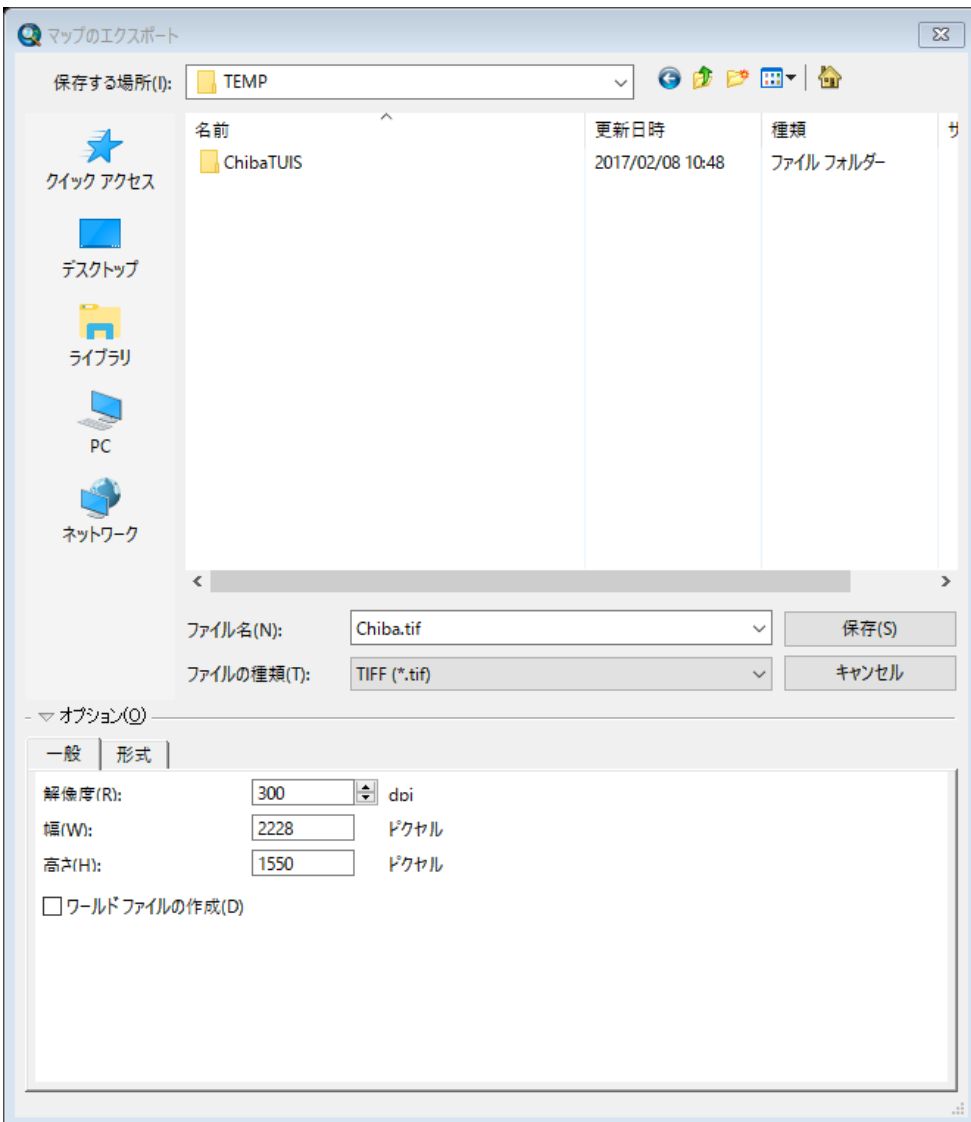 マップのエクスポート
保存する場所(I): TEMP
名前 更新日時 種類 サ
ChibaTUIS 2017/02/08 10:48 ファイル フォルダー
クイック アクセス
デスクトップ
ライブラリ
PC
ネットワーク
ファイル名(N): Chiba.tif 保存(S)
ファイルの種類(T): TIFF (*.tif) キャンセル
オプション(O)
一般 形式
解像度(R): 300 dpi
幅(W): 2228 ピクセル
高さ(H): 1550 ピクセル
ワールド ファイルの作成(D)